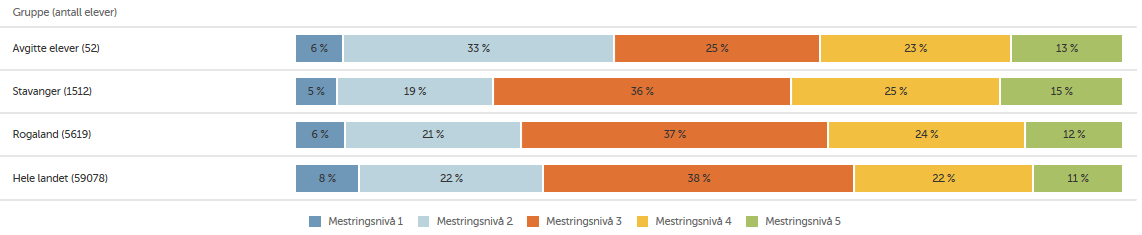 Gruppe (antall elever)
Avgitte elever (52) 6 % 33 % 25 % 23 % 13 %
Stavanger (1512) 5 % 19 % 36 % 25 % 15 %
Rogaland (5619) 6 % 21 % 37 % 24 % 12 %
Hele landet (59078) 8 % 22 % 38 % 22 % 11 %
Mestringsnivå 1 Mestringsnivå 2 Mestringsnivå 3 Mestringsnivå 4 Mestringsnivå 5